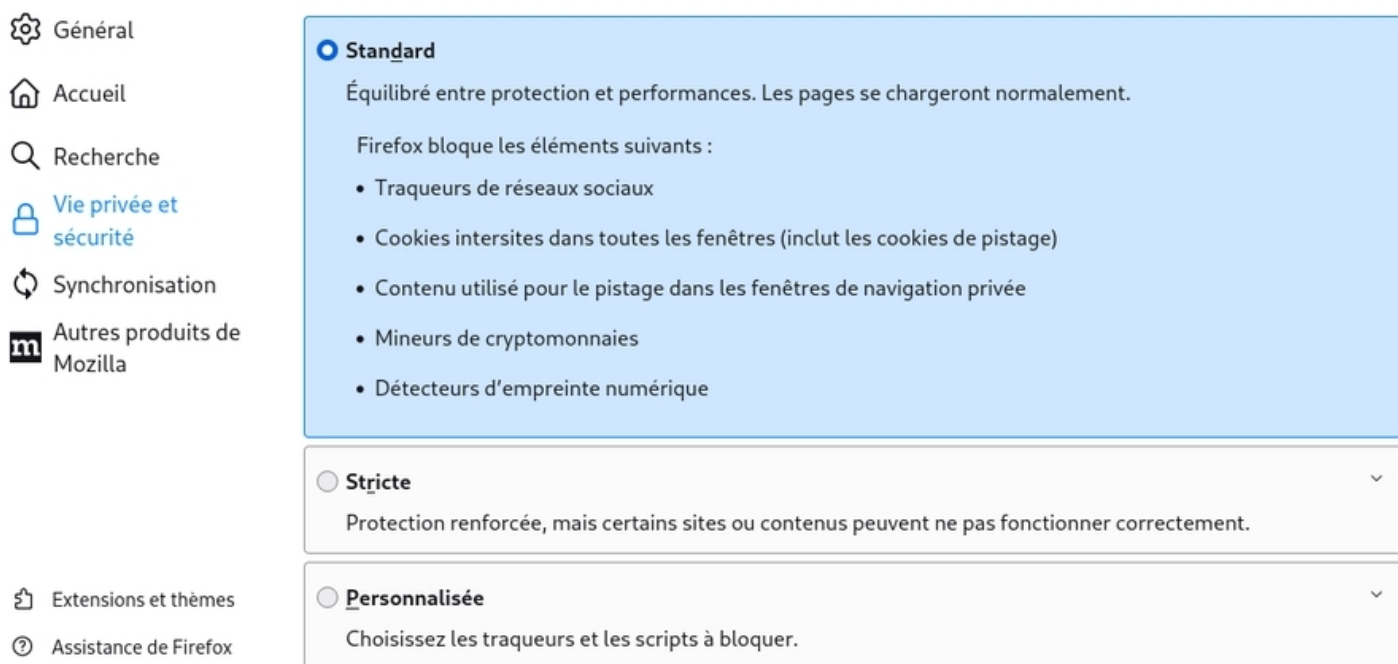 Général
Accueil
Recherche
Vie privée et
sécurité
Synchronisation
m
Autres produits de
Mozilla
Extensions et thèmes
Assistance de Firefox
Standard
Équilibré entre protection et performances. Les pages se chargeront normalement.
Firefox bloque les éléments suivants :
• Traqueurs de réseaux sociaux
• Cookies intersites dans toutes les fenêtres (inclut les cookies de pistage)
• Contenu utilisé pour le pistage dans les fenêtres de navigation privée
• Mineurs de cryptomonnaies
• Détecteurs d'empreinte numérique
Stricte
Protection renforcée, mais certains sites ou contenus peuvent ne pas fonctionner correctement.
Personnalisée
Choisissez les traqueurs et les scripts à bloquer.